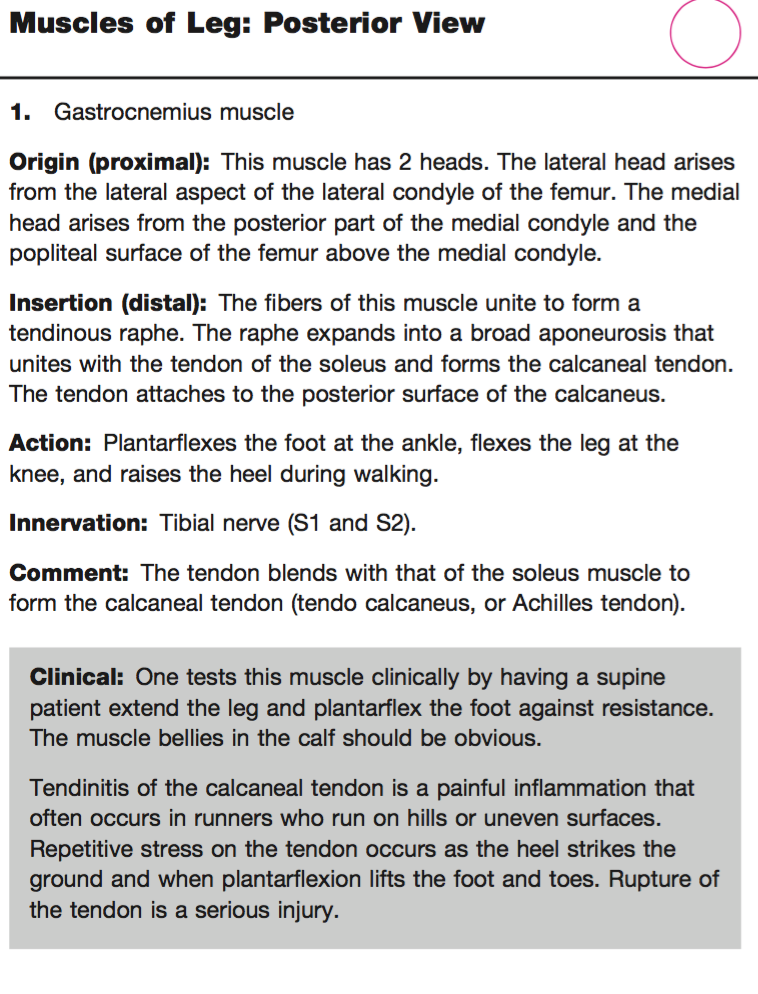 Muscles of Leg: Posterior View
1. Gastrocnemius muscle
Origin (proximal): This muscle has 2 heads. The lateral head arises
from the lateral aspect of the lateral condyle of the femur. The medial
head arises from the posterior part of the medial condyle and the
popliteal surface of the femur above the medial condyle.
Insertion (distal): The fibers of this muscle unite to form a
tendinous raphe. The raphe expands into a broad aponeurosis that
unites with the tendon of the soleus and forms the calcaneal tendon.
The tendon attaches to the posterior surface of the calcaneus.
Action: Plantarflexes the foot at the ankle, flexes the leg at the
knee, and raises the heel during walking.
Innervation: Tibial nerve (S1 and S2).
Comment: The tendon blends with that of the soleus muscle to
form the calcaneal tendon (tendo calcaneus, or Achilles tendon).
Clinical: One tests this muscle clinically by having a supine
patient extend the leg and plantarflex the foot against resistance.
The muscle bellies in the calf should be obvious.
Tendinitis of the calcaneal tendon is a painful inflammation that
often occurs in runners who run on hills or uneven surfaces.
Repetitive stress on the tendon occurs as the heel strikes the
ground and when plantarflexion lifts the foot and toes. Rupture of
the tendon is a serious injury.